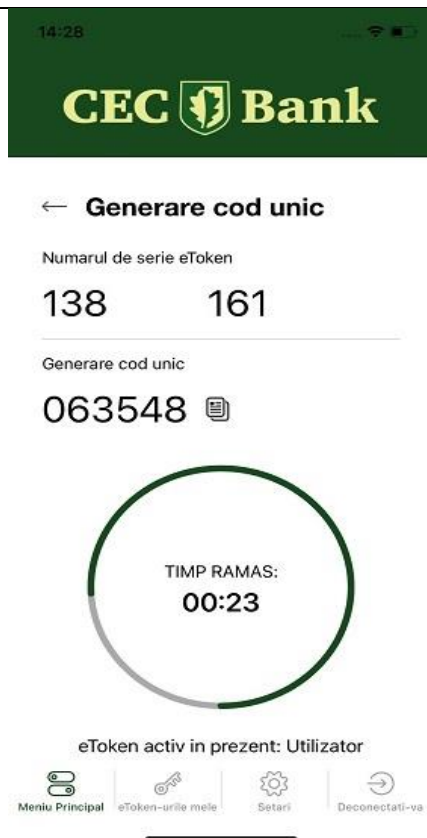 14:28
CEC Bank
← Generare cod unic
Numarul de serie eToken
138 161
Generare cod unic
063548
TIMP RAMAS:
00:23
eToken activ in prezent: Utilizator
Meniu Principal eToken-urile mele Setari Deconectati-va